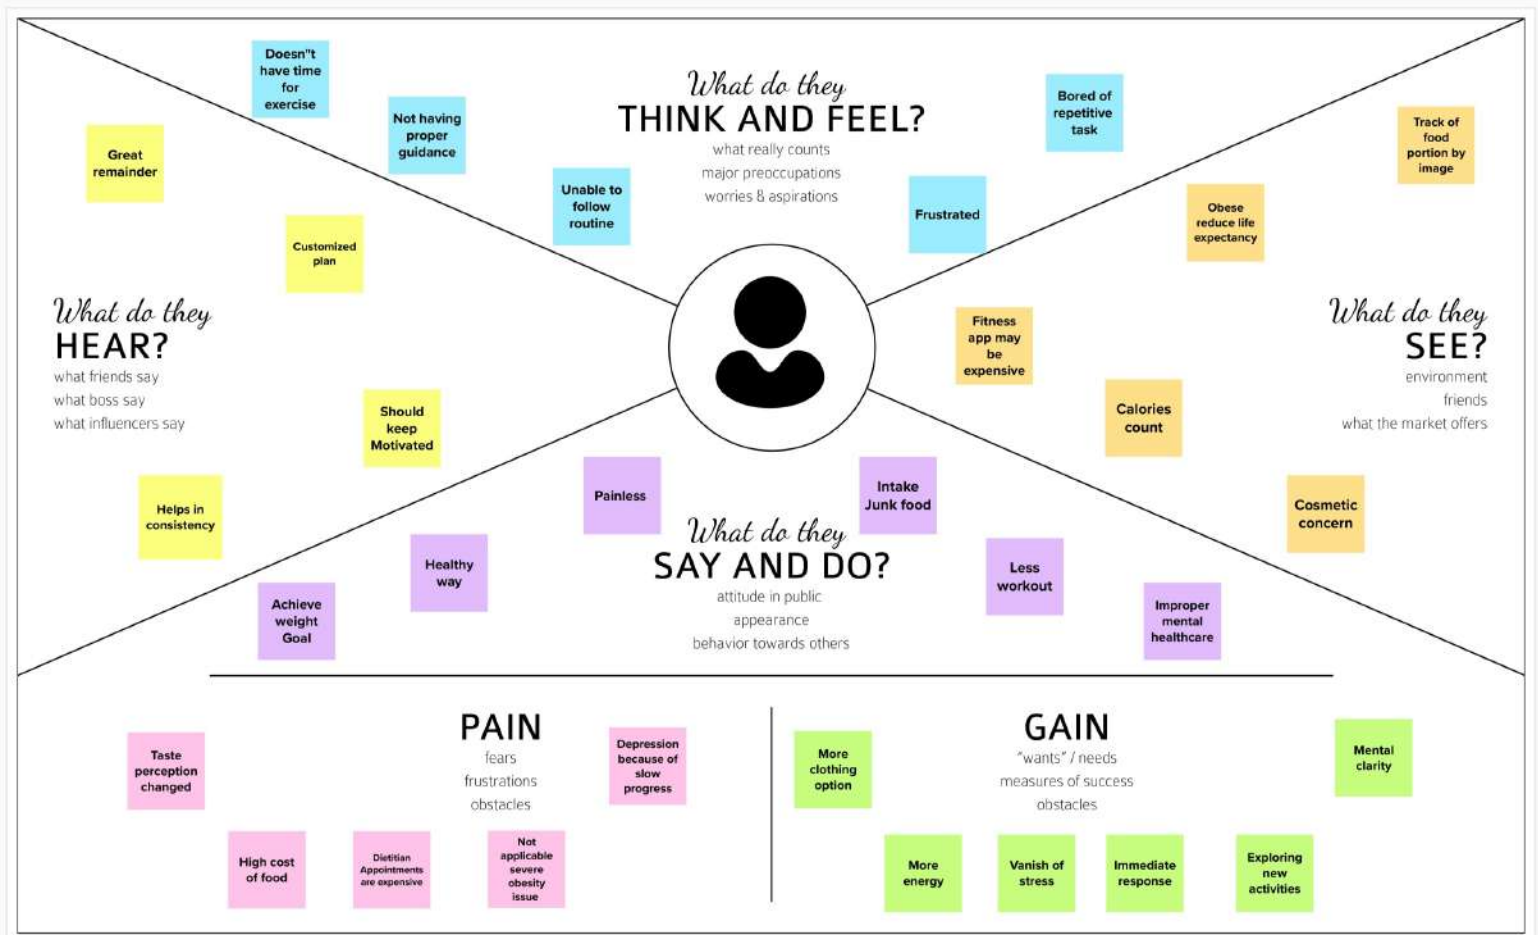 Doesn"t
have time
for
exercise
Not having
proper
guidance
Unable to
follow
routine
What do they
THINK AND FEEL?
what really counts
major preoccupations
worries & aspirations
Frustrated
Bored of
repetitive
task
Great
remainder
Customized
plan
What do they
HEAR?
what friends say
what boss say
what influencers say
Should
keep
Motivated
Helps in
consistency
Track of
food
portion by
image
Obese
reduce life
expectancy
Fitness
app may
be
expensive
What do they
SEE?
environment
friends
what the market offers
Calories
count
Cosmetic
concern
Painless
Intake
Junk food
Healthy
way
Achieve
weight
Goal
What do they
SAY AND DO?
attitude in public
appearance
behavior towards others
Less
workout
Improper
mental
healthcare
PAIN
fears
frustrations
obstacles
Taste
perception
changed
Depression
because of
slow
progress
High cost
of food
Dietitian
Appointments
are expensive
Not
applicable
severe
obesity
issue
GAIN
"wants" / needs
measures of success
obstacles
More
clothing
option
Mental
clarity
More
energy
Vanish of
stress
Immediate
response
Exploring
new
activities